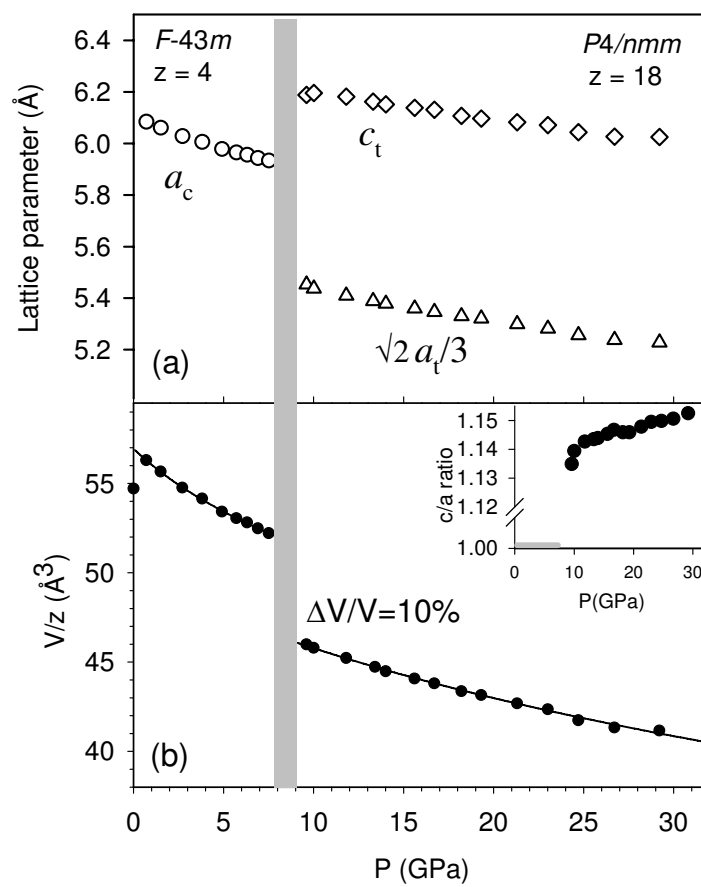 F-43m
z = 4
P4/nmm
z = 18
6.4
6.2
6.0
5.8
5.6
5.4
5.2
Lattice parameter (Å)
a_c
c_t
√2 a_t/3
(a)
55
50
45
40
V/z (Å³)
ΔV/V=10%
(b)
1.15
1.14
1.13
1.12
1.00
c/a ratio
0 10 20 30
P(GPa)
0 5 10 15 20 25 30
P (GPa)